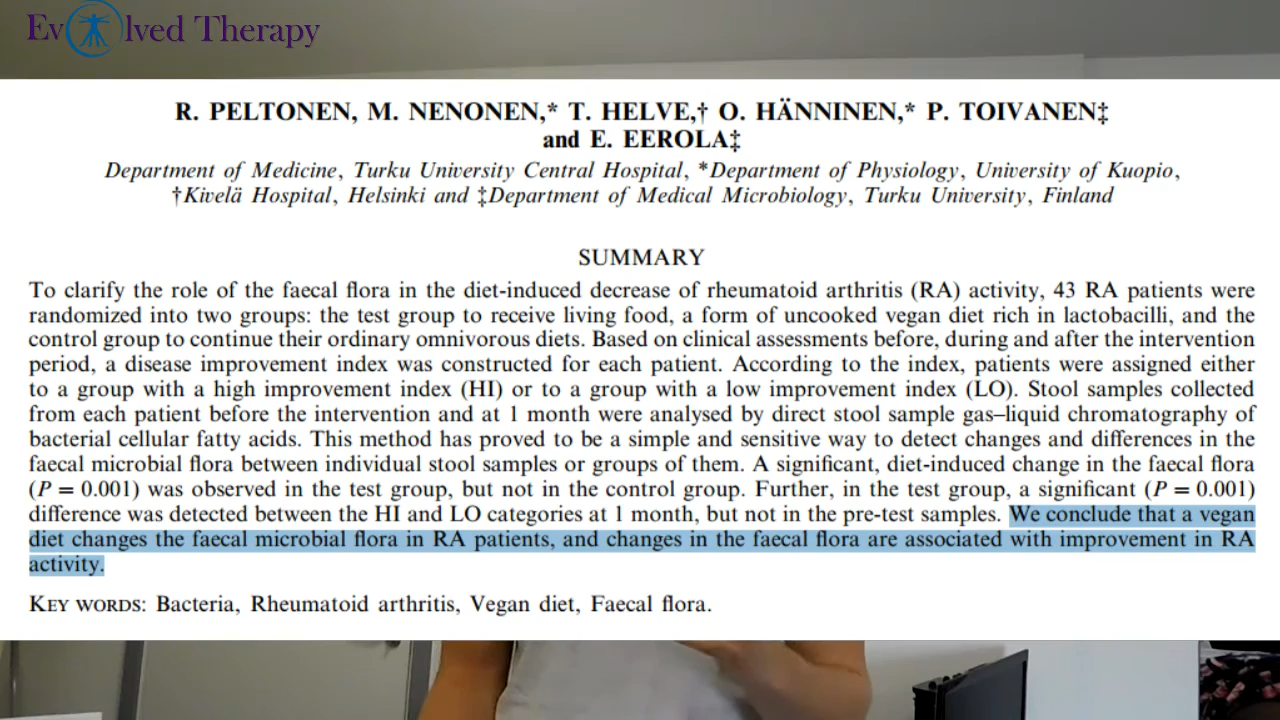 Evolved Therapy
R. PELTONEN, M. NENONEN,* T. HELVE,† O. HÄNNINEN,* P. TOIVANEN‡
and E. EEROLA‡
Department of Medicine, Turku University Central Hospital, *Department of Physiology, University of Kuopio,
†Kivelä Hospital, Helsinki and ‡Department of Medical Microbiology, Turku University, Finland
SUMMARY
To clarify the role of the faecal flora in the diet-induced decrease of rheumatoid arthritis (RA) activity, 43 RA patients were
randomized into two groups: the test group to receive living food, a form of uncooked vegan diet rich in lactobacilli, and the
control group to continue their ordinary omnivorous diets. Based on clinical assessments before, during and after the intervention
period, a disease improvement index was constructed for each patient. According to the index, patients were assigned either
to a group with a high improvement index (HI) or to a group with a low improvement index (LO). Stool samples collected
from each patient before the intervention and at 1 month were analysed by direct stool sample gas–liquid chromatography of
bacterial cellular fatty acids. This method has proved to be a simple and sensitive way to detect changes and differences in the
faecal microbial flora between individual stool samples or groups of them. A significant, diet-induced change in the faecal flora
(P = 0.001) was observed in the test group, but not in the control group. Further, in the test group, a significant (P = 0.001)
difference was detected between the HI and LO categories at 1 month, but not in the pre-test samples. We conclude that a vegan
diet changes the faecal microbial flora in RA patients, and changes in the faecal flora are associated with improvement in RA
activity.
KEY WORDS: Bacteria, Rheumatoid arthritis, Vegan diet, Faecal flora.